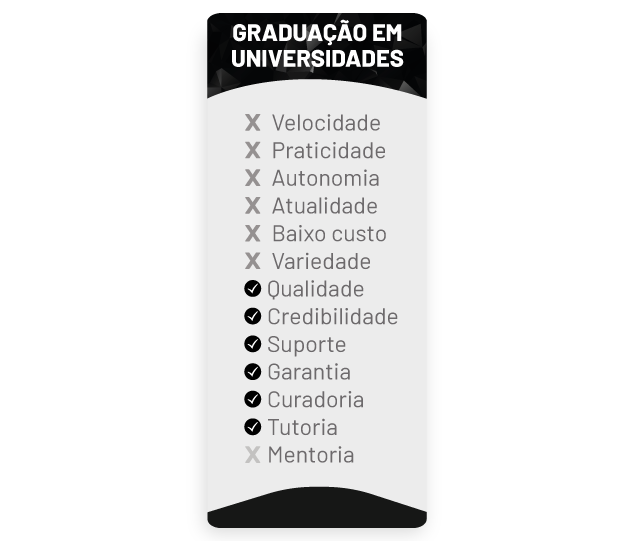 GRADUAÇÃO EM
UNIVERSIDADES
X Velocidade
X Praticidade
X Autonomia
X Atualidade
X Baixo custo
X Variedade
✓ Qualidade
✓ Credibilidade
✓ Suporte
✓ Garantia
✓ Curadoria
✓ Tutoria
X Mentoria